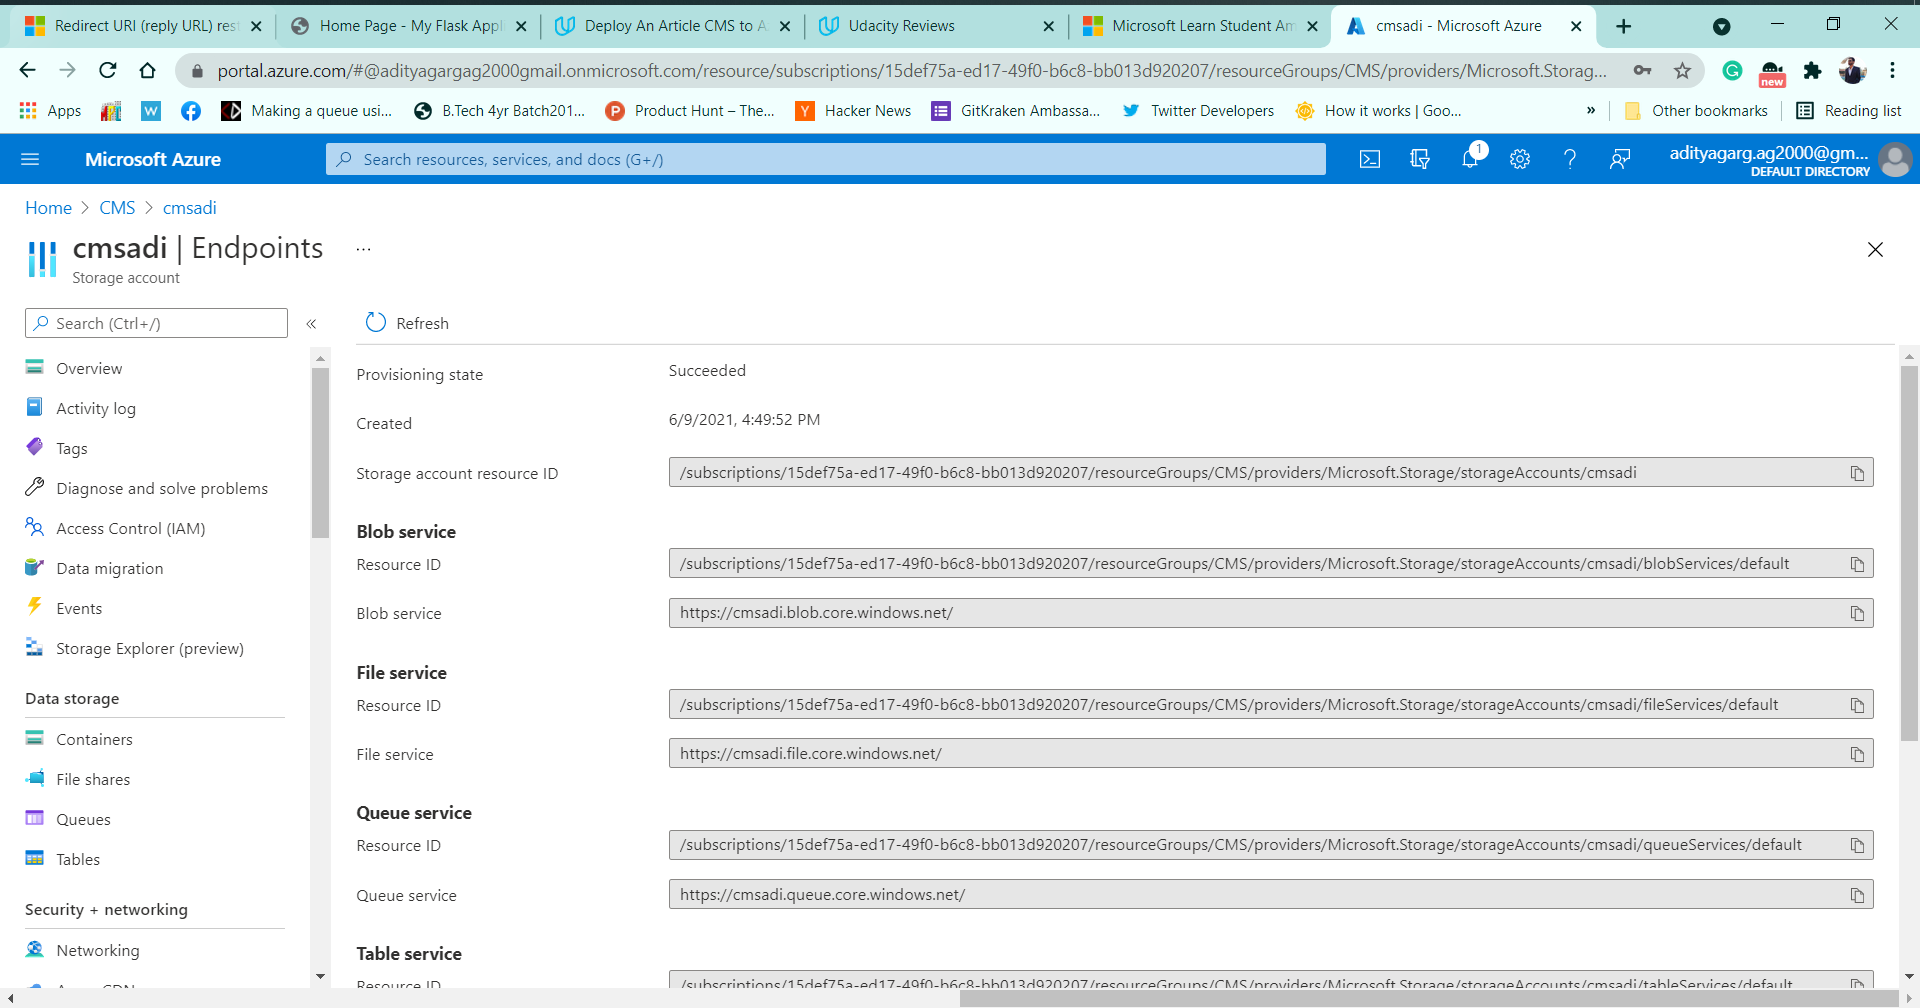 Redirect URI (reply URL) rest
Home Page - My Flask Appl
Deploy An Article CMS to A
Udacity Reviews
Microsoft Learn Student Am
cmsadi - Microsoft Azure
portal.azure.com/#@adityagargag2000gmail.onmicrosoft.com/resource/subscriptions/15def75a-ed17-49f0-b6c8-bb013d920207/resourceGroups/CMS/providers/Microsoft.Storag...
new
Apps
W
Making a queue usi...
B.Tech 4yr Batch201...
P
Product Hunt – The...
Y
Hacker News
GitKraken Ambassa...
Twitter Developers
How it works | Goo...
»
Other bookmarks
Reading list
Microsoft Azure
Search resources, services, and docs (G+/)
1
adityagarg.ag2000@gm...
DEFAULT DIRECTORY
Home > CMS > cmsadi
cmsadi | Endpoints ...
Storage account
Search (Ctrl+/)
«
Refresh
Overview
Activity log
Tags
Diagnose and solve problems
Access Control (IAM)
Data migration
Events
Storage Explorer (preview)
Data storage
Containers
File shares
Queues
Tables
Security + networking
Networking
Provisioning state
Succeeded
Created
6/9/2021, 4:49:52 PM
Storage account resource ID
/subscriptions/15def75a-ed17-49f0-b6c8-bb013d920207/resourceGroups/CMS/providers/Microsoft.Storage/storageAccounts/cmsadi
Blob service
Resource ID
/subscriptions/15def75a-ed17-49f0-b6c8-bb013d920207/resourceGroups/CMS/providers/Microsoft.Storage/storageAccounts/cmsadi/blobServices/default
Blob service
https://cmsadi.blob.core.windows.net/
File service
Resource ID
/subscriptions/15def75a-ed17-49f0-b6c8-bb013d920207/resourceGroups/CMS/providers/Microsoft.Storage/storageAccounts/cmsadi/fileServices/default
File service
https://cmsadi.file.core.windows.net/
Queue service
Resource ID
/subscriptions/15def75a-ed17-49f0-b6c8-bb013d920207/resourceGroups/CMS/providers/Microsoft.Storage/storageAccounts/cmsadi/queueServices/default
Queue service
https://cmsadi.queue.core.windows.net/
Table service
Resource ID
/subscriptions/15def75a-ed17-49f0-b6c8-bb013d920207/resourceGroups/CMS/providers/Microsoft.Storage/storageAccounts/cmsadi/tableServices/default